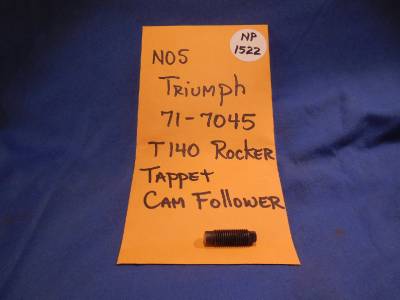 NP
1522
NOS
Triumph
71-7045
T140 Rocker
Tappet
Cam Follower